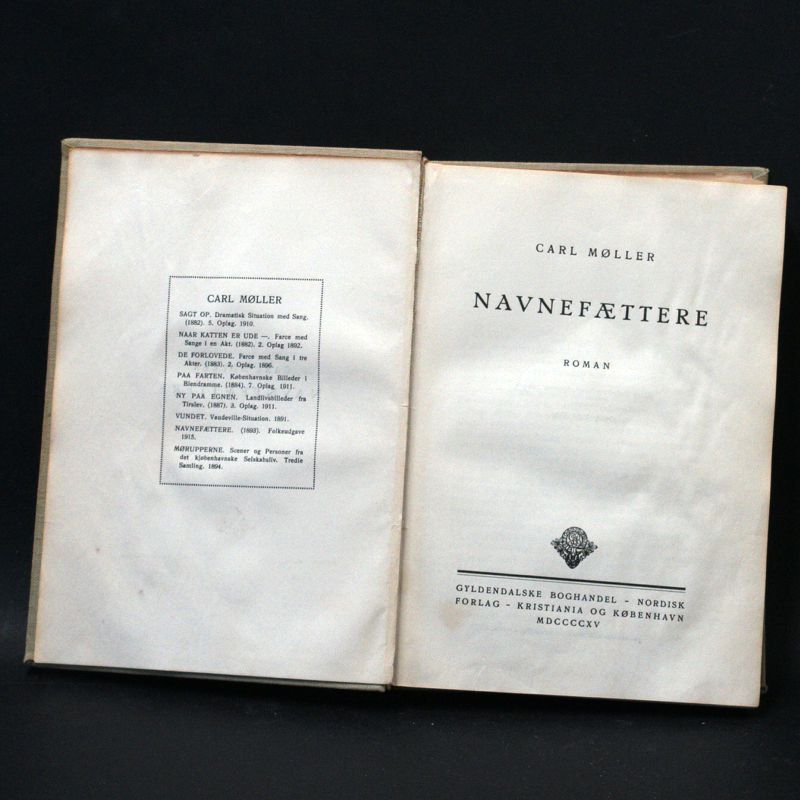 CARL MØLLER
SAGT OP. Dramatisk Situation med Sang.
(1882). 5. Oplag. 1910.
NAAR KATTEN ER UDE —. Farce med
Sange i en Akt. (1882). 2. Oplag 1892.
DE FORLOVEDE. Farce med Sang i tre
Akter. (1883). 2. Oplag. 1896.
PAA FARTEN. Københavnske Billeder i
Blendramme. (1884). 7. Oplag 1911.
NY PAA EGNEN. Landlivsbilleder fra
Tirslev. (1887). 3. Oplag. 1911.
VUNDET. Vaudeville-Situation. 1891.
NAVNEFÆTTERE. (1893). Folkeudgave
1915.
MØRUPPERNE. Scener og Personer fra
det kjøbenhavnske Selskabsliv. Tredie
Samling. 1894.
CARL MØLLER
NAVNEFÆTTERE
ROMAN
GYLDENDALSKE BOGHANDEL - NORDISK
FORLAG - KRISTIANIA OG KØBENHAVN
MDCCCCXV